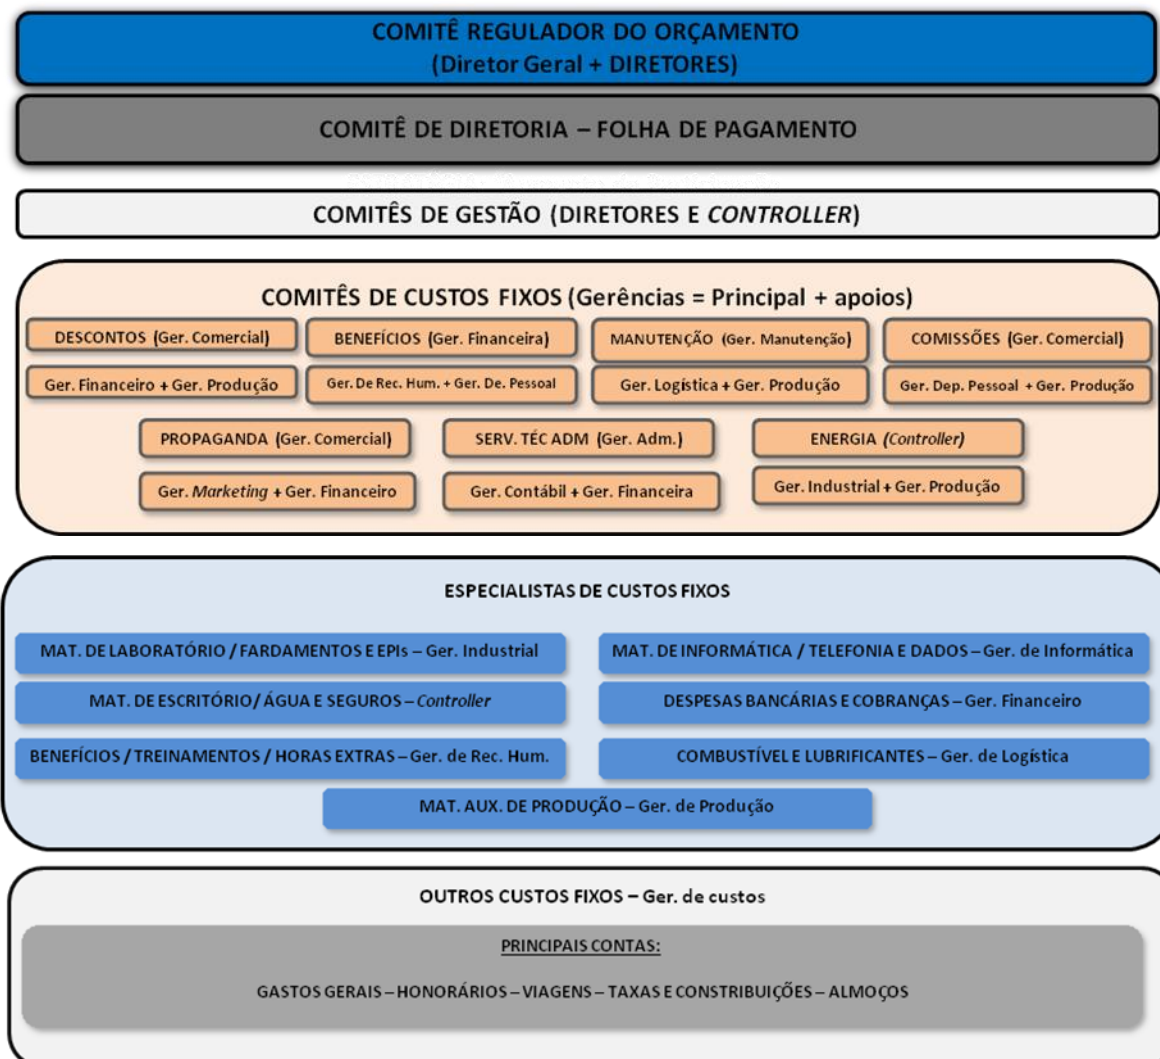 COMITÊ REGULADOR DO ORÇAMENTO
(Diretor Geral + DIRETORES)
COMITÊ DE DIRETORIA – FOLHA DE PAGAMENTO
COMITÊS DE GESTÃO (DIRETORES E CONTROLLER)
COMITÊS DE CUSTOS FIXOS (Gerências = Principal + apoios)
DESCONTOS (Ger. Comercial)
BENEFÍCIOS (Ger. Financeira)
MANUTENÇÃO (Ger. Manutenção)
COMISSÕES (Ger. Comercial)
Ger. Financeiro + Ger. Produção
Ger. De Rec. Hum. + Ger. De. Pessoal
Ger. Logística + Ger. Produção
Ger. Dep. Pessoal + Ger. Produção
PROPAGANDA (Ger. Comercial)
SERV. TÉC ADM (Ger. Adm.)
ENERGIA (Controller)
Ger. Marketing + Ger. Financeiro
Ger. Contábil + Ger. Financeira
Ger. Industrial + Ger. Produção
ESPECIALISTAS DE CUSTOS FIXOS
MAT. DE LABORATÓRIO / FARDAMENTOS E EPIs – Ger. Industrial
MAT. DE INFORMÁTICA / TELEFONIA E DADOS – Ger. de Informática
MAT. DE ESCRITÓRIO/ ÁGUA E SEGUROS – Controller
DESPESAS BANCÁRIAS E COBRANÇAS – Ger. Financeiro
BENEFÍCIOS / TREINAMENTOS / HORAS EXTRAS – Ger. de Rec. Hum.
COMBUSTÍVEL E LUBRIFICANTES – Ger. de Logística
MAT. AUX. DE PRODUÇÃO – Ger. de Produção
OUTROS CUSTOS FIXOS – Ger. de custos
PRINCIPAIS CONTAS:
GASTOS GERAIS – HONORÁRIOS – VIAGENS – TAXAS E CONSTRIBUIÇÕES – ALMOÇOS